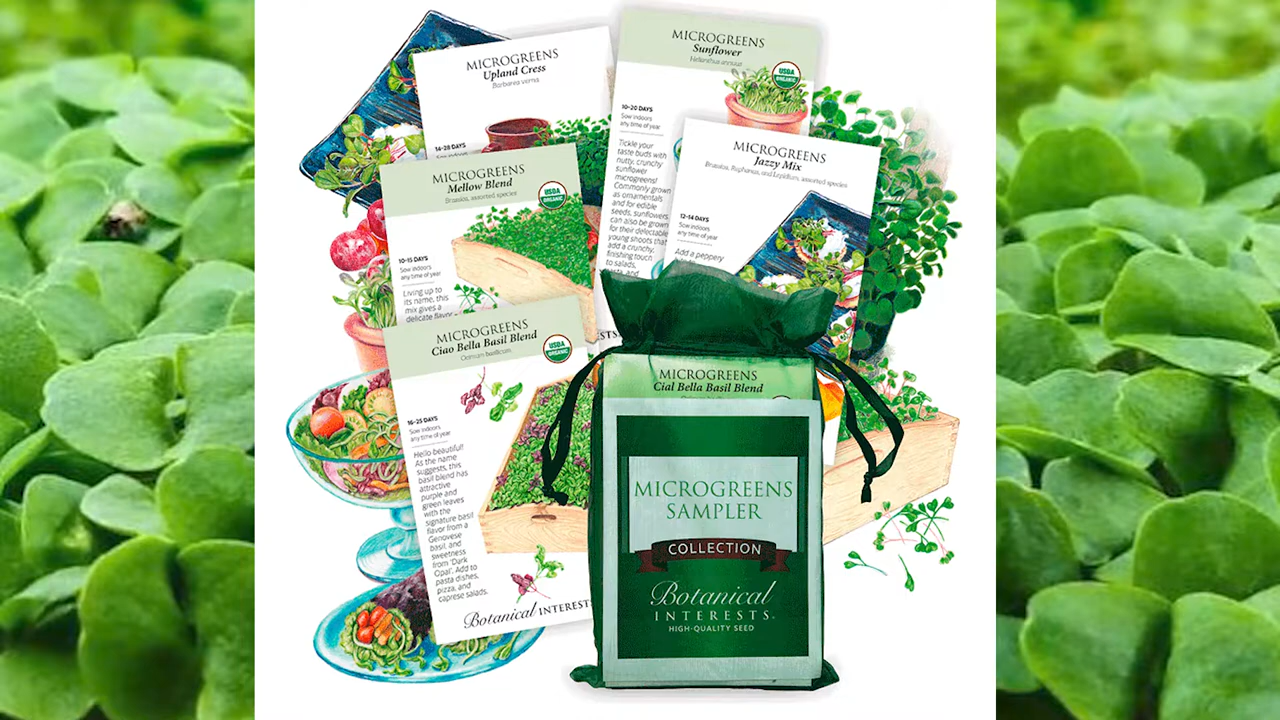 MICROGREENS
Upland Cress
Barbarea verna
14-28 DAYS
Sow indoors
MICROGREENS
Sunflower
Helianthus annuus
USDA
ORGANIC
10-20 DAYS
Sow indoors
any time of year
Tickle your
taste buds with
nutty, crunchy
sunflower
microgreens!
Commonly grown
as ornamentals
and for edible
seeds, sunflowers
can also be grown
for their delectable
young shoots that
add a crunchy,
finishing touch
to salads,
MICROGREENS
Jazzy Mix
Brassica, Raphanus, and Lepidium, assorted species
12-14 DAYS
Sow indoors
any time of year
Add a peppery
MICROGREENS
Mellow Blend
Brassica, assorted species
USDA
ORGANIC
10-15 DAYS
Sow indoors
any time of year
Living up to
its name, this
mix gives a
delicate flavor
MICROGREENS
Ciao Bella Basil Blend
Ocimum basilicum
USDA
ORGANIC
16-25 DAYS
Sow indoors
any time of year
Hello beautiful!
As the name
suggests, this
basil blend has
attractive
purple and
green leaves
with the
signature basil
flavor from a
Genovese
basil, and
sweetness
from 'Dark
Opal'. Add to
pasta dishes,
pizza, and
caprese salads.
Botanical INTERESTS
MICROGREENS
Cial Bella Basil Blend
MICROGREENS
SAMPLER
COLLECTION
Botanical
INTERESTS
HIGH-QUALITY SEED